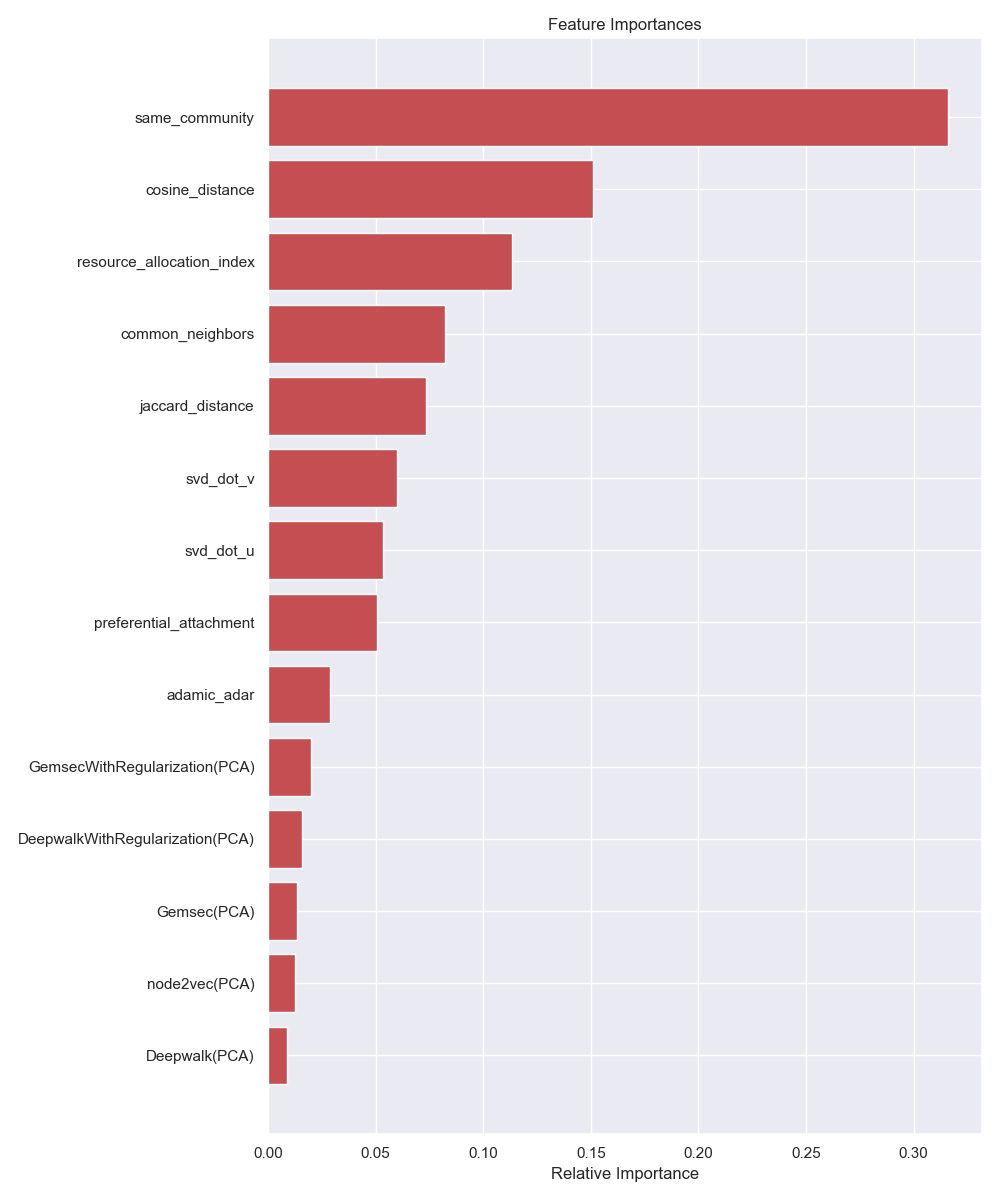 Feature Importances
same_community
cosine_distance
resource_allocation_index
common_neighbors
jaccard_distance
svd_dot_v
svd_dot_u
preferential_attachment
adamic_adar
GemsecWithRegularization(PCA)
DeepwalkWithRegularization(PCA)
Gemsec(PCA)
node2vec(PCA)
Deepwalk(PCA)
0.00 0.05 0.10 0.15 0.20 0.25 0.30
Relative Importance